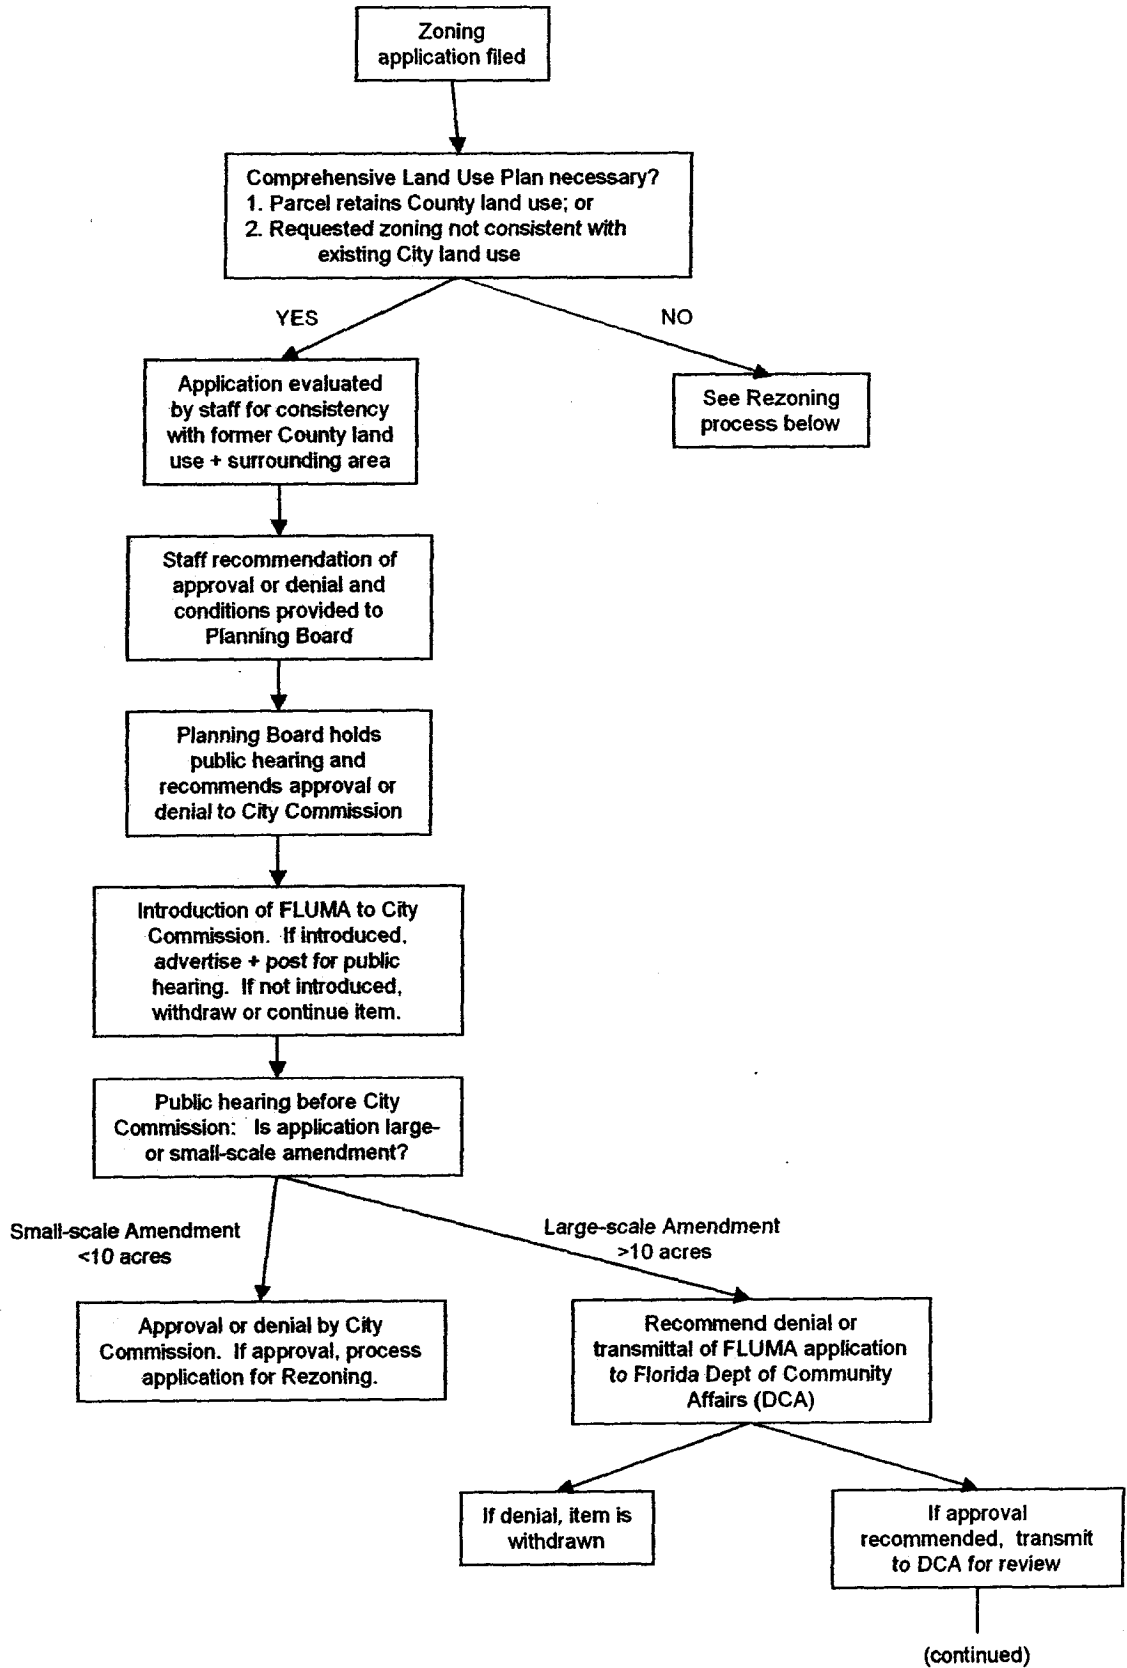 Zoning
application filed
Comprehensive Land Use Plan necessary?
1. Parcel retains County land use; or
2. Requested zoning not consistent with
existing City land use
YES
NO
Application evaluated
by staff for consistency
with former County land
use + surrounding area
See Rezoning
process below
Staff recommendation of
approval or denial and
conditions provided to
Planning Board
Planning Board holds
public hearing and
recommends approval or
denial to City Commission
Introduction of FLUMA to City
Commission. If introduced,
advertise + post for public
hearing. If not introduced,
withdraw or continue item.
Public hearing before City
Commission: Is application large-
or small-scale amendment?
Small-scale Amendment
<10 acres
Large-scale Amendment
>10 acres
Approval or denial by City
Commission. If approval, process
application for Rezoning.
Recommend denial or
transmittal of FLUMA application
to Florida Dept of Community
Affairs (DCA)
If denial, item is
withdrawn
If approval
recommended, transmit
to DCA for review
(continued)